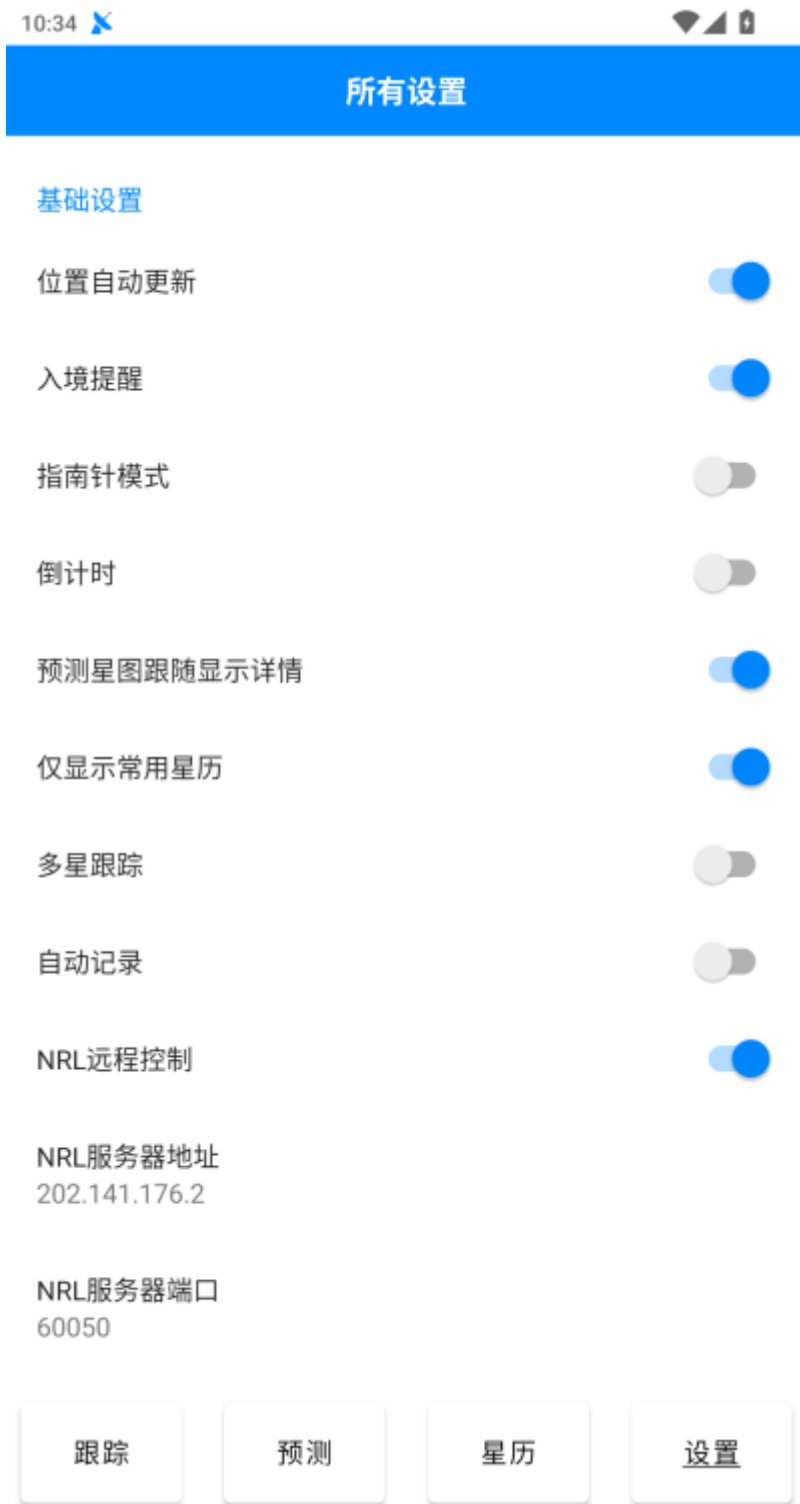 10:34
所有设置
基础设置
位置自动更新
入境提醒
指南针模式
倒计时
预测星图跟随显示详情
仅显示常用星历
多星跟踪
自动记录
NRL远程控制
NRL服务器地址
202.141.176.2
NRL服务器端口
60050
跟踪 预测 星历 设置